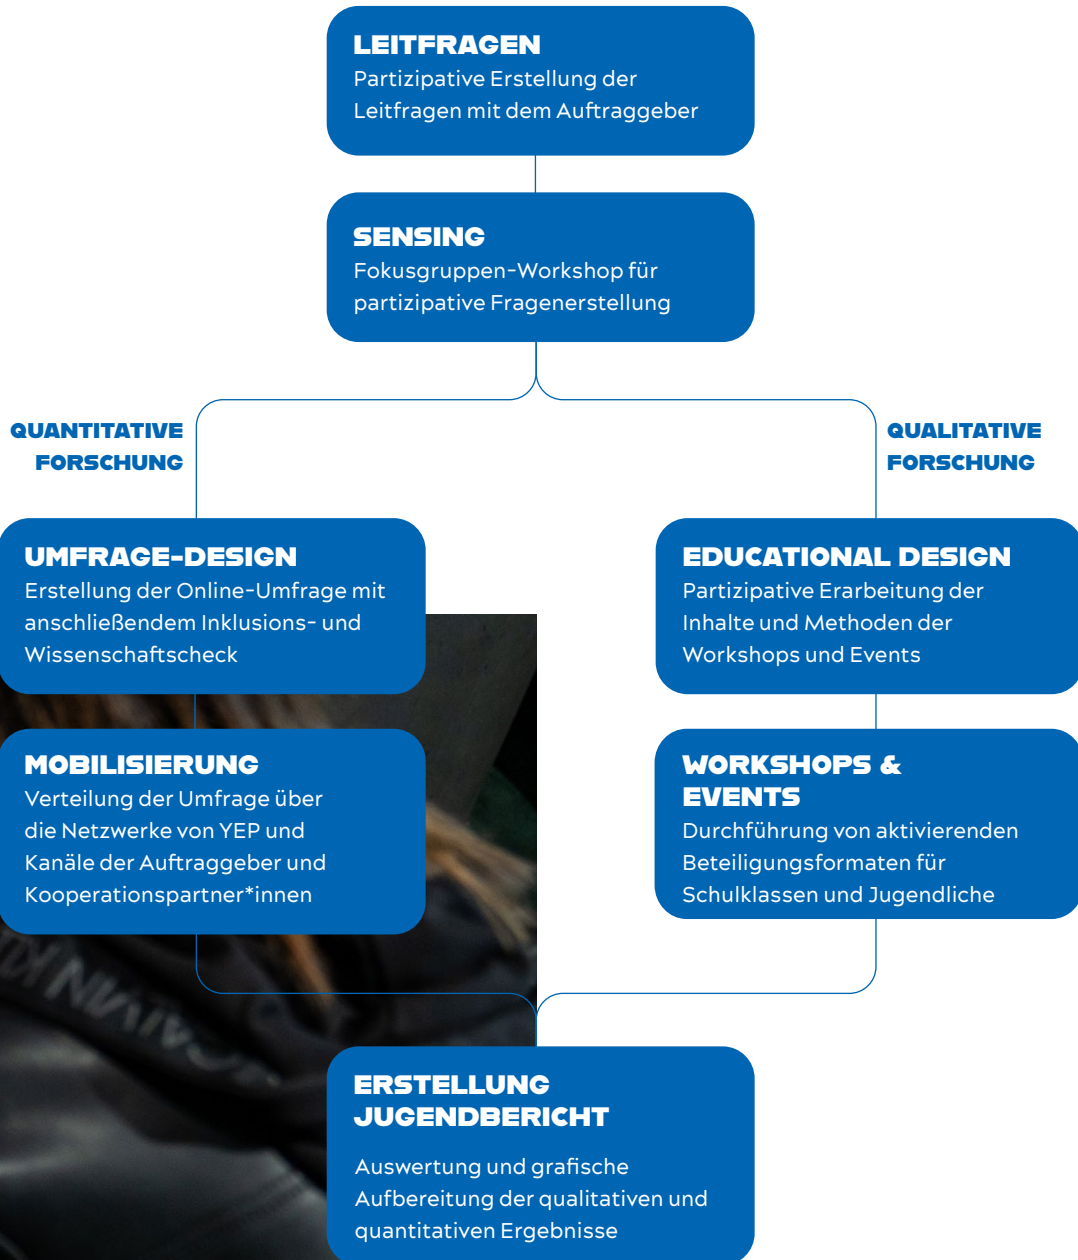 LEITFRAGEN
Partizipative Erstellung der
Leitfragen mit dem Auftraggeber
SENSING
Fokusgruppen-Workshop für
partizipative Fragenerstellung
QUANTITATIVE
FORSCHUNG
QUALITATIVE
FORSCHUNG
UMFRAGE-DESIGN
Erstellung der Online-Umfrage mit
anschließendem Inklusions- und
Wissenschaftscheck
EDUCATIONAL DESIGN
Partizipative Erarbeitung der
Inhalte und Methoden der
Workshops und Events
MOBILISIERUNG
Verteilung der Umfrage über
die Netzwerke von YEP und
Kanäle der Auftraggeber und
Kooperationspartner*innen
WORKSHOPS &
EVENTS
Durchführung von aktivierenden
Beteiligungsformaten für
Schulklassen und Jugendliche
ERSTELLUNG
JUGENDBERICHT
Auswertung und grafische
Aufbereitung der qualitativen und
quantitativen Ergebnisse